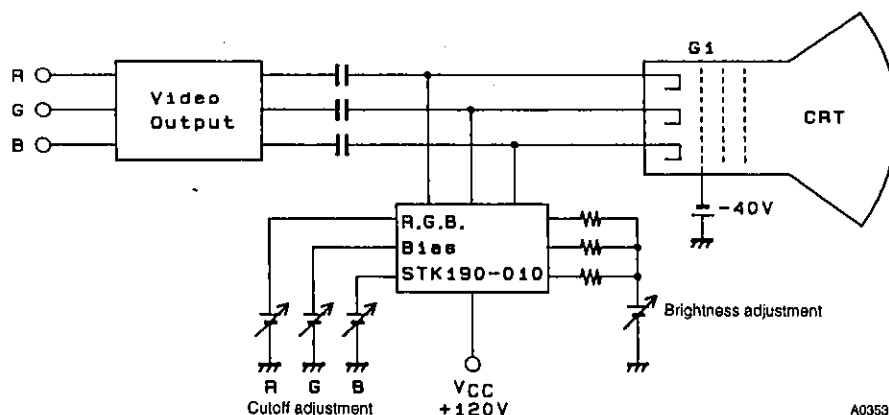 G1
R
G
B
Video
Output
CRT
-40V
R.G.B.
Bias
STK190-010
Brightness adjustment
R G B
Cutoff adjustment
VCC
+120V
A0353